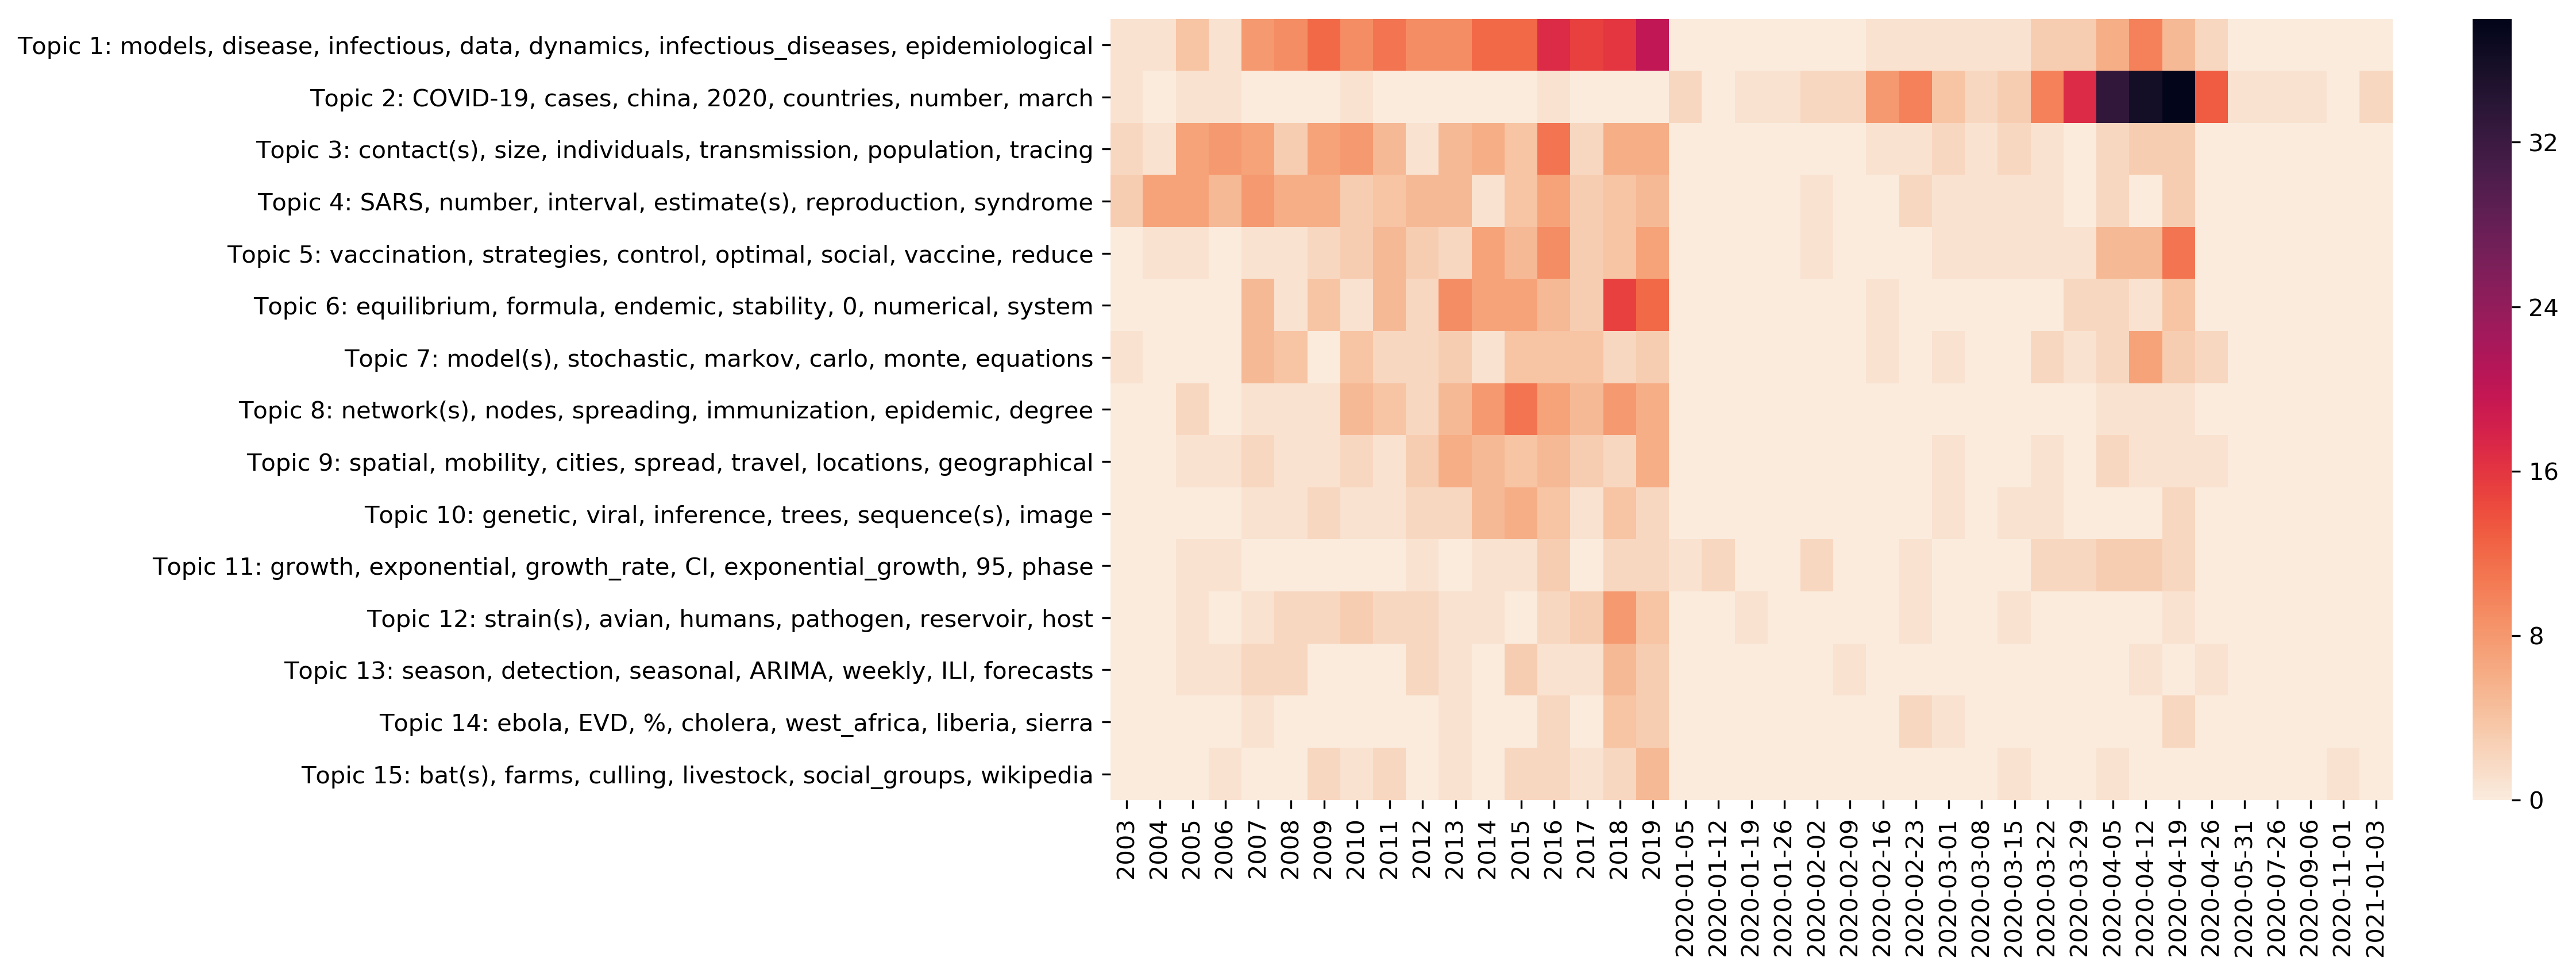 Topic 1: models, disease, infectious, data, dynamics, infectious_diseases, epidemiological
Topic 2: COVID-19, cases, china, 2020, countries, number, march
Topic 3: contact(s), size, individuals, transmission, population, tracing
Topic 4: SARS, number, interval, estimate(s), reproduction, syndrome
Topic 5: vaccination, strategies, control, optimal, social, vaccine, reduce
Topic 6: equilibrium, formula, endemic, stability, 0, numerical, system
Topic 7: model(s), stochastic, markov, carlo, monte, equations
Topic 8: network(s), nodes, spreading, immunization, epidemic, degree
Topic 9: spatial, mobility, cities, spread, travel, locations, geographical
Topic 10: genetic, viral, inference, trees, sequence(s), image
Topic 11: growth, exponential, growth_rate, CI, exponential_growth, 95, phase
Topic 12: strain(s), avian, humans, pathogen, reservoir, host
Topic 13: season, detection, seasonal, ARIMA, weekly, ILI, forecasts
Topic 14: ebola, EVD, %, cholera, west_africa, liberia, sierra
Topic 15: bat(s), farms, culling, livestock, social_groups, wikipedia
2003
2004
2005
2006
2007
2008
2009
2010
2011
2012
2013
2014
2015
2016
2017
2018
2019
2020-01-05
2020-01-12
2020-01-19
2020-01-26
2020-02-02
2020-02-09
2020-02-16
2020-02-23
2020-03-01
2020-03-08
2020-03-15
2020-03-22
2020-03-29
2020-04-05
2020-04-12
2020-04-19
2020-04-26
2020-05-31
2020-07-26
2020-09-06
2020-11-01
2021-01-03
32
24
16
8
0